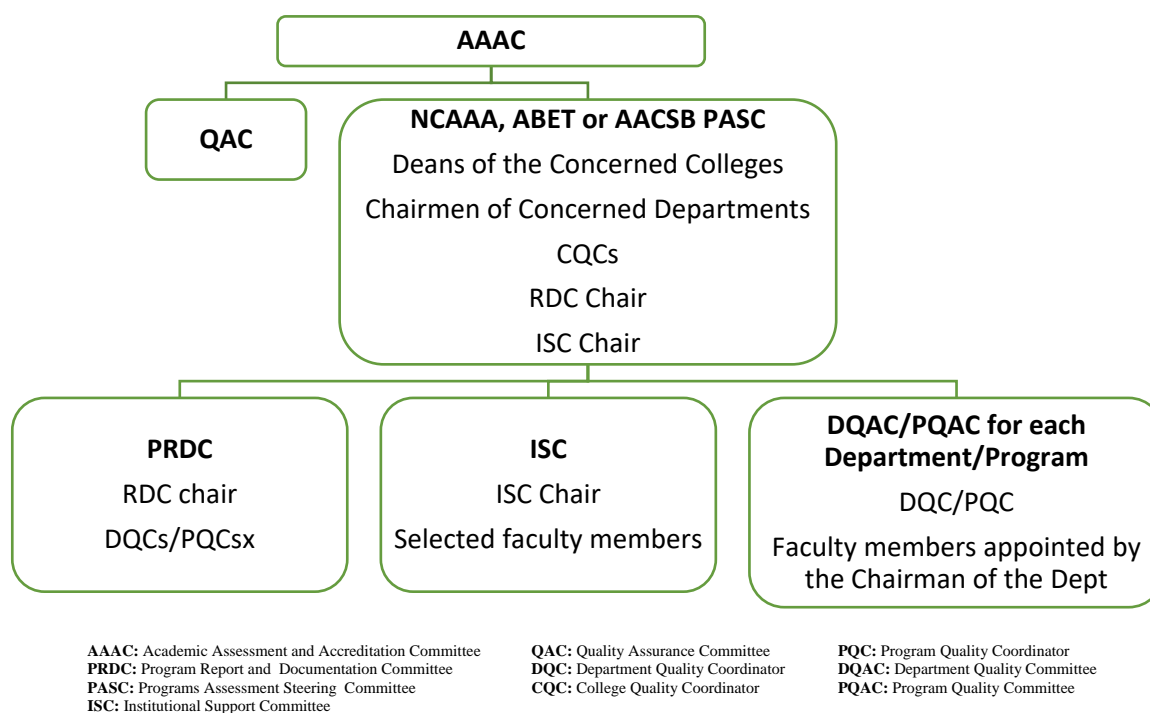 AAAC
QAC
NCAAA, ABET or AACSB PASC
Deans of the Concerned Colleges
Chairmen of Concerned Departments
CQCs
RDC Chair
ISC Chair
PRDC
RDC chair
DQCs/PQCsx
ISC
ISC Chair
Selected faculty members
DQAC/PQAC for each
Department/Program
DQC/PQC
Faculty members appointed by
the Chairman of the Dept
AAAC: Academic Assessment and Accreditation Committee
PRDC: Program Report and Documentation Committee
PASC: Programs Assessment Steering Committee
ISC: Institutional Support Committee
QAC: Quality Assurance Committee
DQC: Department Quality Coordinator
CQC: College Quality Coordinator
PQC: Program Quality Coordinator
DQAC: Department Quality Committee
PQAC: Program Quality Committee